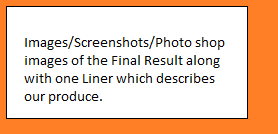 Images/Screenshots/Photo shop
images of the Final Result along
with one Liner which describes
our produce.